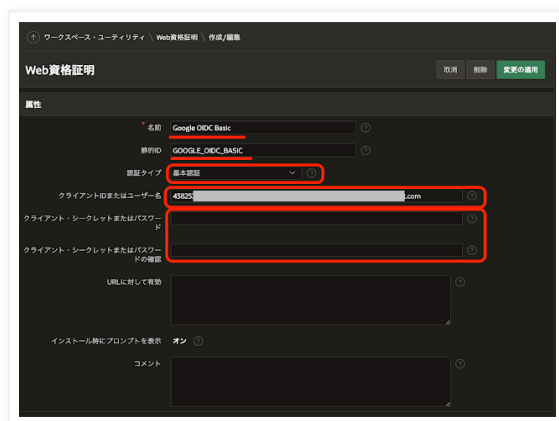 ワークスペース・ユーティリティ \ Web資格証明 \ 作成/編集
Web資格証明
取消 削除 変更の適用
属性
* 名前 Google OIDC Basic
静的ID GOOGLE_OIDC_BASIC
認証タイプ 基本認証
クライアントIDまたはユーザー名 43825 .com
クライアント・シークレットまたはパスワー
ド
クライアント・シークレットまたはパスワー
ドの確認
URLに対して有効
インストール時にプロンプトを表示 オン
コメント